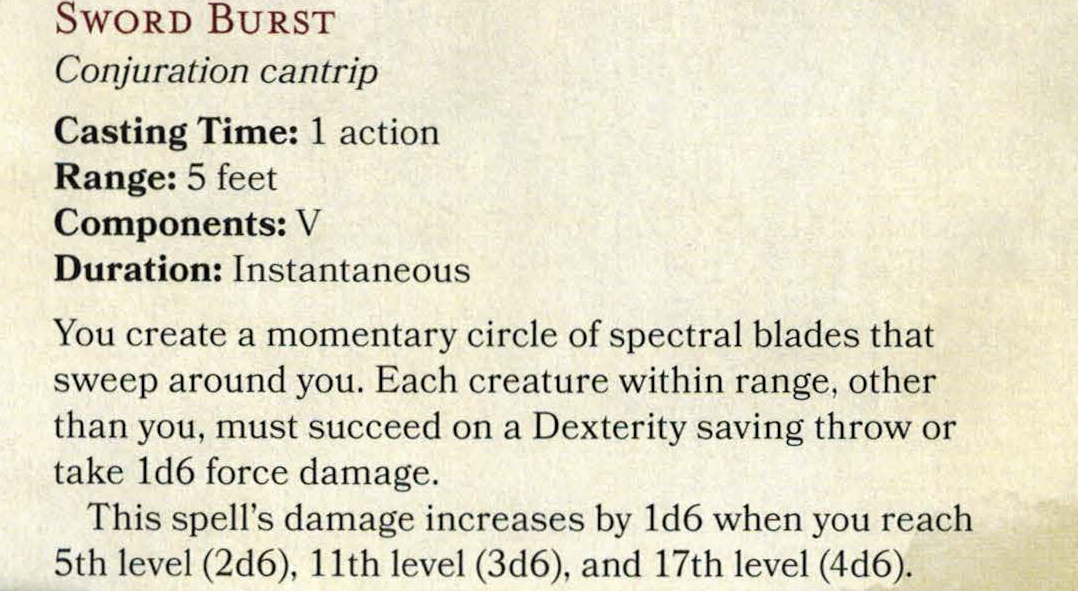 SWORD BURST
Conjuration cantrip
Casting Time: 1 action
Range: 5 feet
Components: V
Duration: Instantaneous
You create a momentary circle of spectral blades that
sweep around you. Each creature within range, other
than you, must succeed on a Dexterity saving throw or
take 1d6 force damage.
This spell's damage increases by 1d6 when you reach
5th level (2d6), 11th level (3d6), and 17th level (4d6).